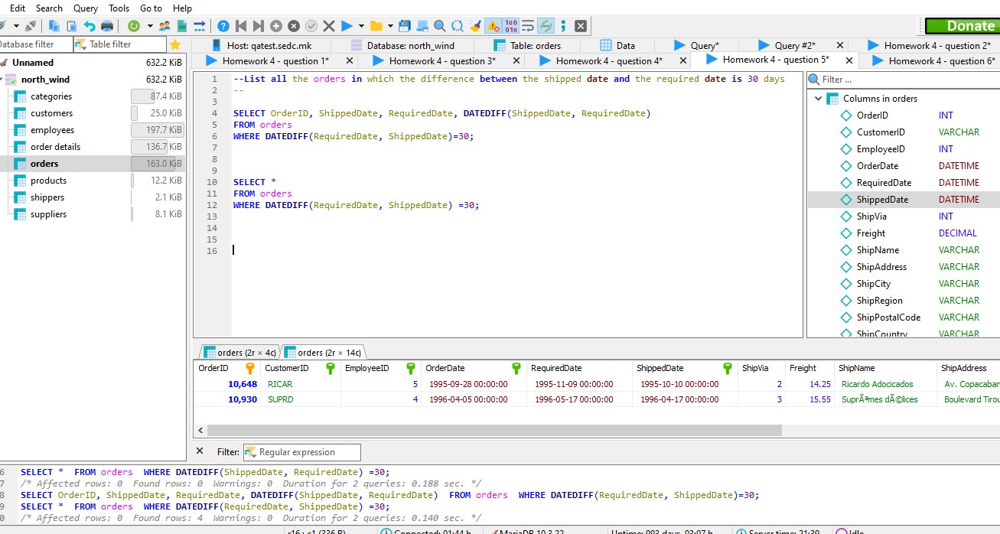 Edit Search Query Tools Go to Help
Donate
Database filter Table filter Host: qatest.sedc.mk Database: north_wind Table: orders Data Query* Query #2* Homework 4 - question 2*
Homework 4 - question 1* Homework 4 - question 3* Homework 4 - question 4* Homework 4 - question 5* Homework 4 - question 6*
Unnamed 632.2 KiB
north_wind 632.2 KiB
categories 87.4 KiB
customers 25.0 KiB
employees 197.7 KiB
order details 136.7 KiB
orders 163.0 KiB
products 12.2 KiB
shippers 2.1 KiB
suppliers 8.1 KiB
1 --List all the orders in which the difference between the shipped date and the required date is 30 days
2 --
3
4 SELECT OrderID, ShippedDate, RequiredDate, DATEDIFF(ShippedDate, RequiredDate)
5 FROM orders
6 WHERE DATEDIFF(RequiredDate, ShippedDate)=30;
7
8
9
10 SELECT *
11 FROM orders
12 WHERE DATEDIFF(RequiredDate, ShippedDate) =30;
13
14
15
16
Filter ...
Columns in orders
OrderID INT
CustomerID VARCHAR
EmployeeID INT
OrderDate DATETIME
RequiredDate DATETIME
ShippedDate DATETIME
ShipVia INT
Freight DECIMAL
ShipName VARCHAR
ShipAddress VARCHAR
ShipCity VARCHAR
ShipRegion VARCHAR
ShipPostalCode VARCHAR
ShipCountry VARCHAR
orders (2r × 4c) orders (2r × 14c)
OrderID CustomerID EmployeeID OrderDate RequiredDate ShippedDate ShipVia Freight ShipName ShipAddress
10,648 RICAR 5 1995-09-28 00:00:00 1995-11-09 00:00:00 1995-10-10 00:00:00 2 14.25 Ricardo Adocicados Av. Copacaban
10,930 SUPRD 4 1996-04-05 00:00:00 1996-05-17 00:00:00 1996-04-17 00:00:00 3 15.55 SuprÃªmes dÃ©lices Boulevard Tirou
Filter: Regular expression
6 SELECT * FROM orders WHERE DATEDIFF(ShippedDate, RequiredDate) =30;
7 /* Affected rows: 0 Found rows: 0 Warnings: 0 Duration for 2 queries: 0.188 sec. */
8 SELECT OrderID, ShippedDate, RequiredDate, DATEDIFF(ShippedDate, RequiredDate) FROM orders WHERE DATEDIFF(RequiredDate, ShippedDate)=30;
9 SELECT * FROM orders WHERE DATEDIFF(RequiredDate, ShippedDate) =30;
0 /* Affected rows: 0 Found rows: 4 Warnings: 0 Duration for 2 queries: 0.140 sec. */
r16 : c1 (336 B) Connected: 01:44 h MariaDB 10.3.22 Uptime: 993 days, 03:07 h Server time: 21:39 Idle